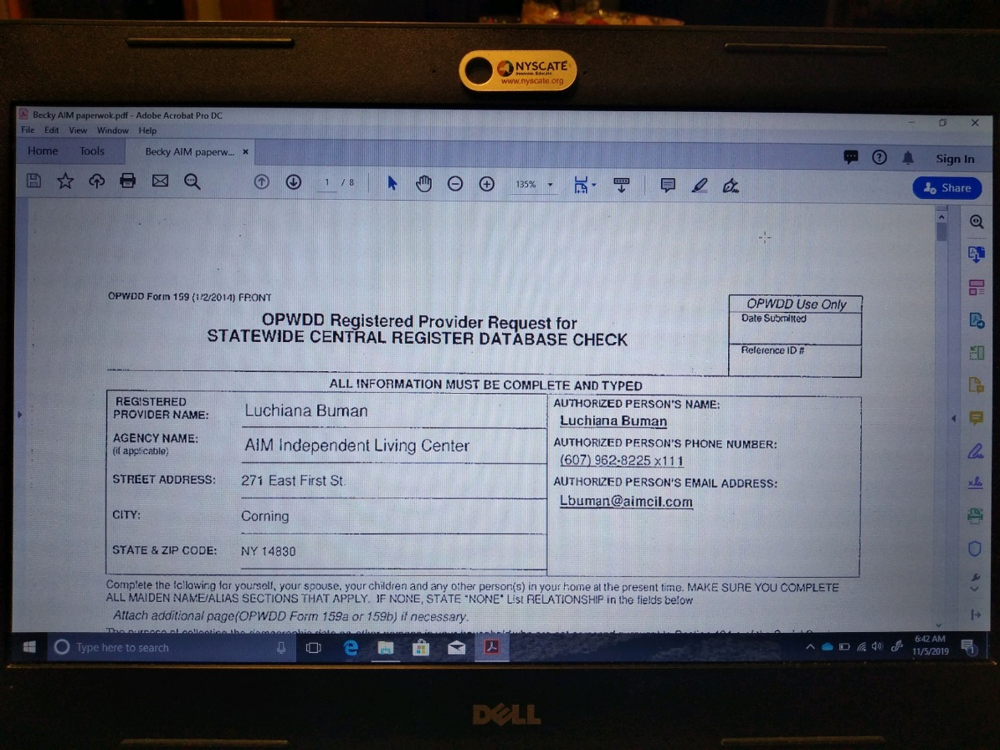 NYSCATE
Innovate. Educate
www.nyscate.org
Becky AIM paperwok.pdf - Adobe Acrobat Pro DC
File Edit View Window Help
Home Tools Becky AIM paperw... ×
Sign In
1 / 8
135%
Share
OPWDD Form 159 (1/2/2014) FRONT
OPWDD Use Only
Date Submitted
Reference ID #
OPWDD Registered Provider Request for
STATEWIDE CENTRAL REGISTER DATABASE CHECK
ALL INFORMATION MUST BE COMPLETE AND TYPED
REGISTERED
PROVIDER NAME: Luchiana Buman
AGENCY NAME: AIM Independent Living Center
(if applicable)
STREET ADDRESS: 271 East First St.
CITY: Corning
STATE & ZIP CODE: NY 14830
AUTHORIZED PERSON'S NAME:
Luchiana Buman
AUTHORIZED PERSON'S PHONE NUMBER:
(607) 962-8225 x111
AUTHORIZED PERSON'S EMAIL ADDRESS:
Lbuman@aimcil.com
Complete the following for yourself, your spouse, your children and any other person(s) in your home at the present time. MAKE SURE YOU COMPLETE
ALL MAIDEN NAME/ALIAS SECTIONS THAT APPLY. IF NONE, STATE "NONE" List RELATIONSHIP in the fields below
Attach additional page(OPWDD Form 159a or 159b) if necessary.
Type here to search
6:42 AM
11/5/2019
1
DELL